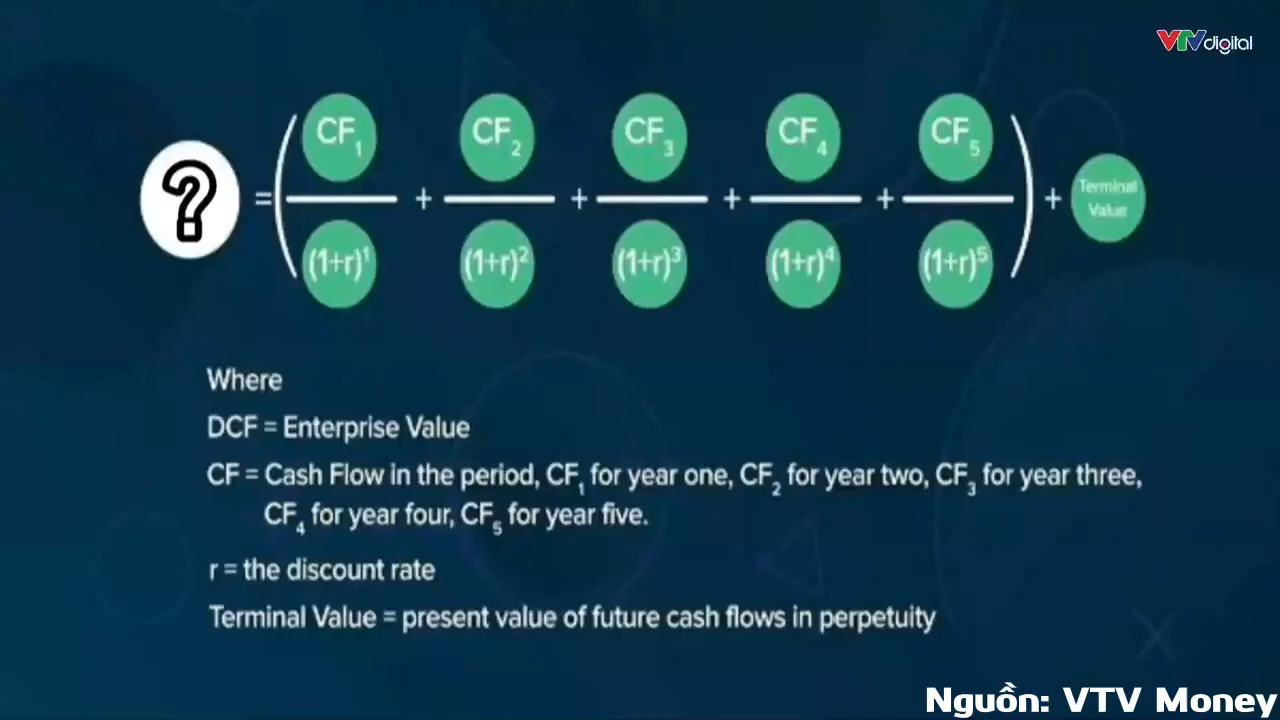 VTVdigital
? = ( CF₁ / (1+r)¹ + CF₂ / (1+r)² + CF₃ / (1+r)³ + CF₄ / (1+r)⁴ + CF₅ / (1+r)⁵ ) + Terminal Value
Where
DCF = Enterprise Value
CF = Cash Flow in the period, CF₁ for year one, CF₂ for year two, CF₃ for year three,
CF₄ for year four, CF₅ for year five.
r = the discount rate
Terminal Value = present value of future cash flows in perpetuity
Nguồn: VTV Money